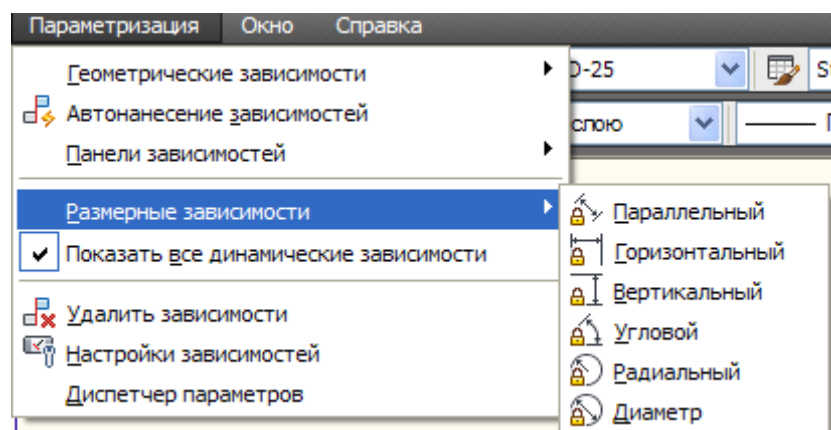 Параметризация Окно Справка
Геометрические зависимости
D-25
Автонанесение зависимостей
слою
Панели зависимостей
Размерные зависимости
Параллельный
Показать все динамические зависимости
Горизонтальный
Вертикальный
Удалить зависимости
Угловой
Настройки зависимостей
Радиальный
Диспетчер параметров
Диаметр